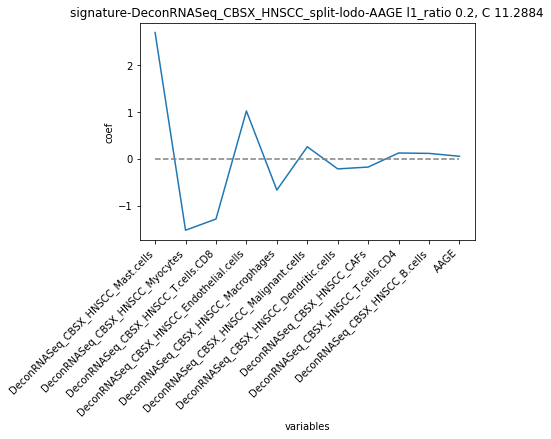 signature-DeconRNASeq_CBSX_HNSCC_split-lodo-AAGE l1_ratio 0.2, C 11.2884
coef
2
1
0
−1
DeconRNASeq_CBSX_HNSCC_Mast.cells
DeconRNASeq_CBSX_HNSCC_Myocytes
DeconRNASeq_CBSX_HNSCC_T.cells.CD8
DeconRNASeq_CBSX_HNSCC_Endothelial.cells
DeconRNASeq_CBSX_HNSCC_Macrophages
DeconRNASeq_CBSX_HNSCC_Malignant.cells
DeconRNASeq_CBSX_HNSCC_Dendritic.cells
DeconRNASeq_CBSX_HNSCC_CAFs
DeconRNASeq_CBSX_HNSCC_T.cells.CD4
DeconRNASeq_CBSX_HNSCC_B.cells
AAGE
variables